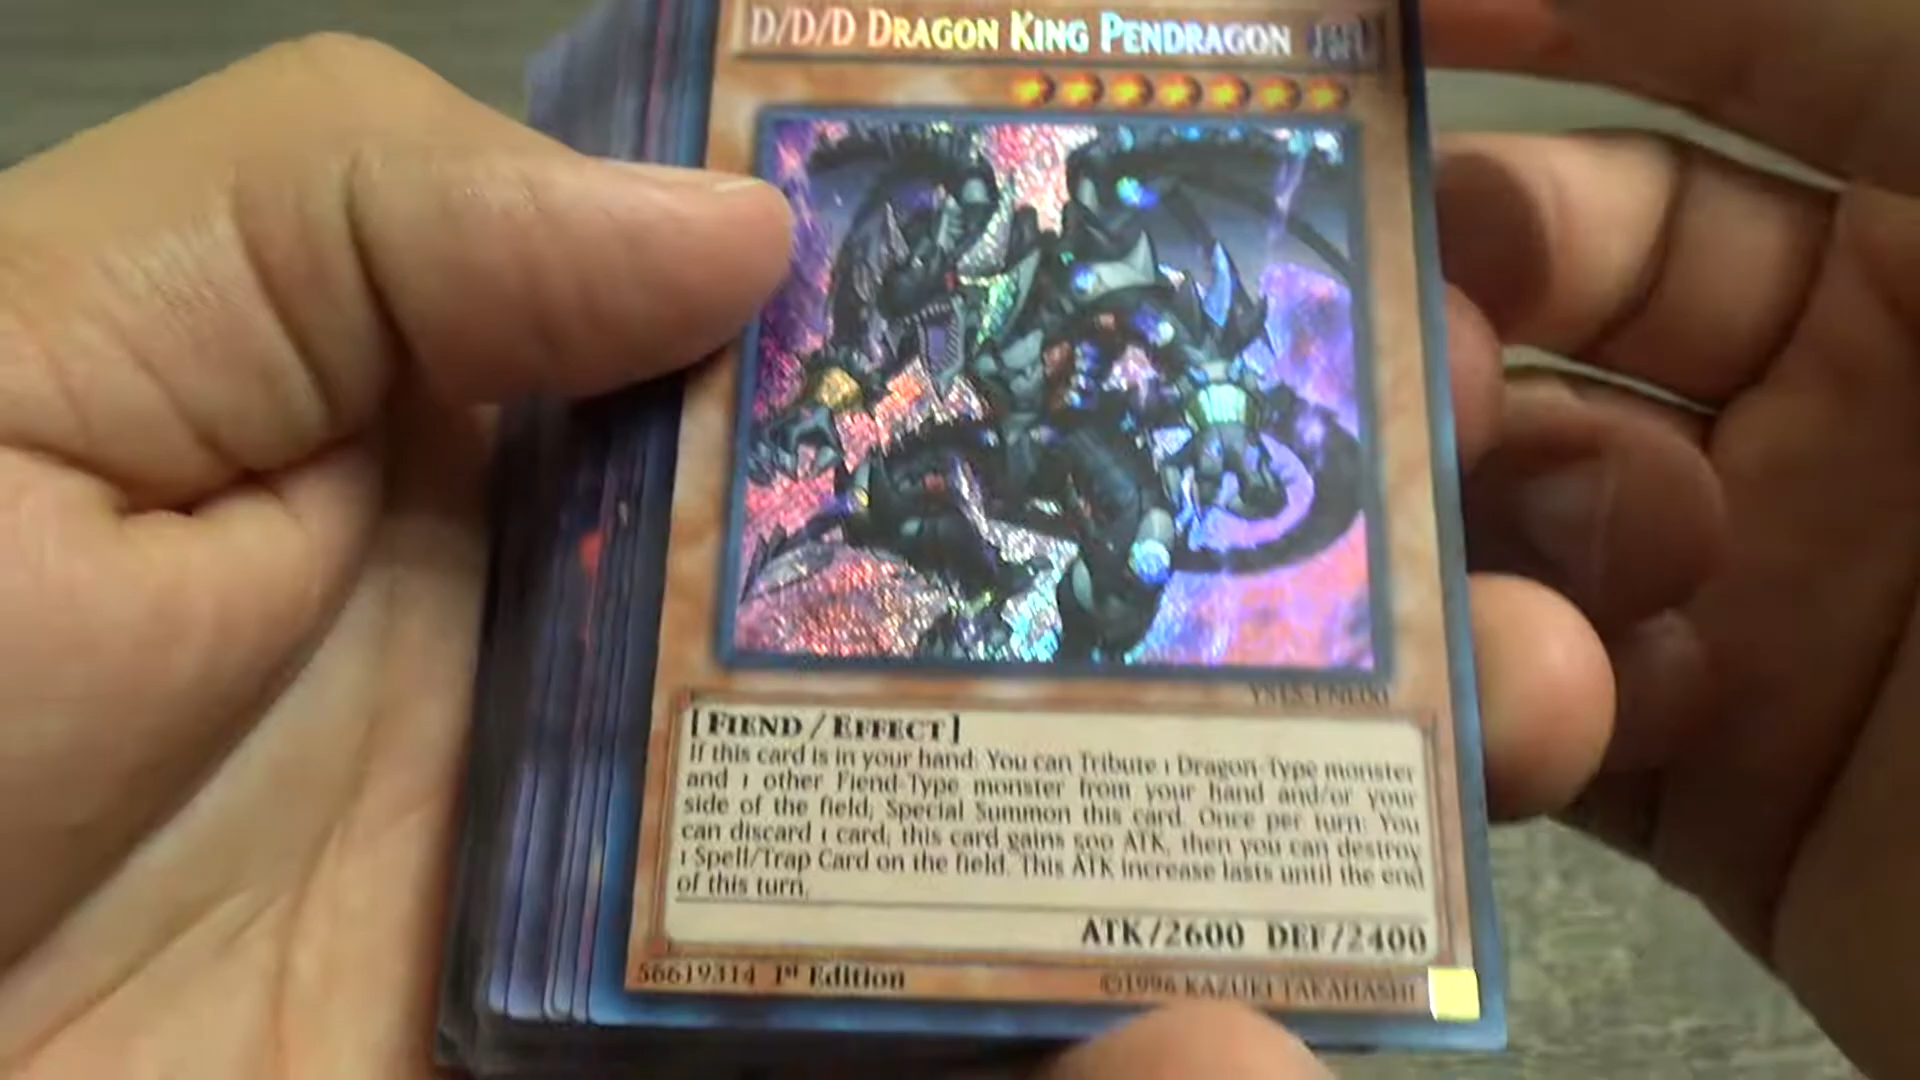 D/D/D DRAGON KING PENDRAGON
[FIEND/EFFECT]
If this card is in your hand: You can Tribute 1 Dragon-Type monster
and 1 other Fiend-Type monster from your hand and/or your
side of the field; Special Summon this card. Once per turn: You
can discard 1 card; this card gains 500 ATK, then you can destroy
1 Spell/Trap Card on the field. This ATK increase lasts until the end
of this turn.
ATK/2600 DEF/2400
56619314 1st Edition
©1996 KAZUKI TAKAHASHI